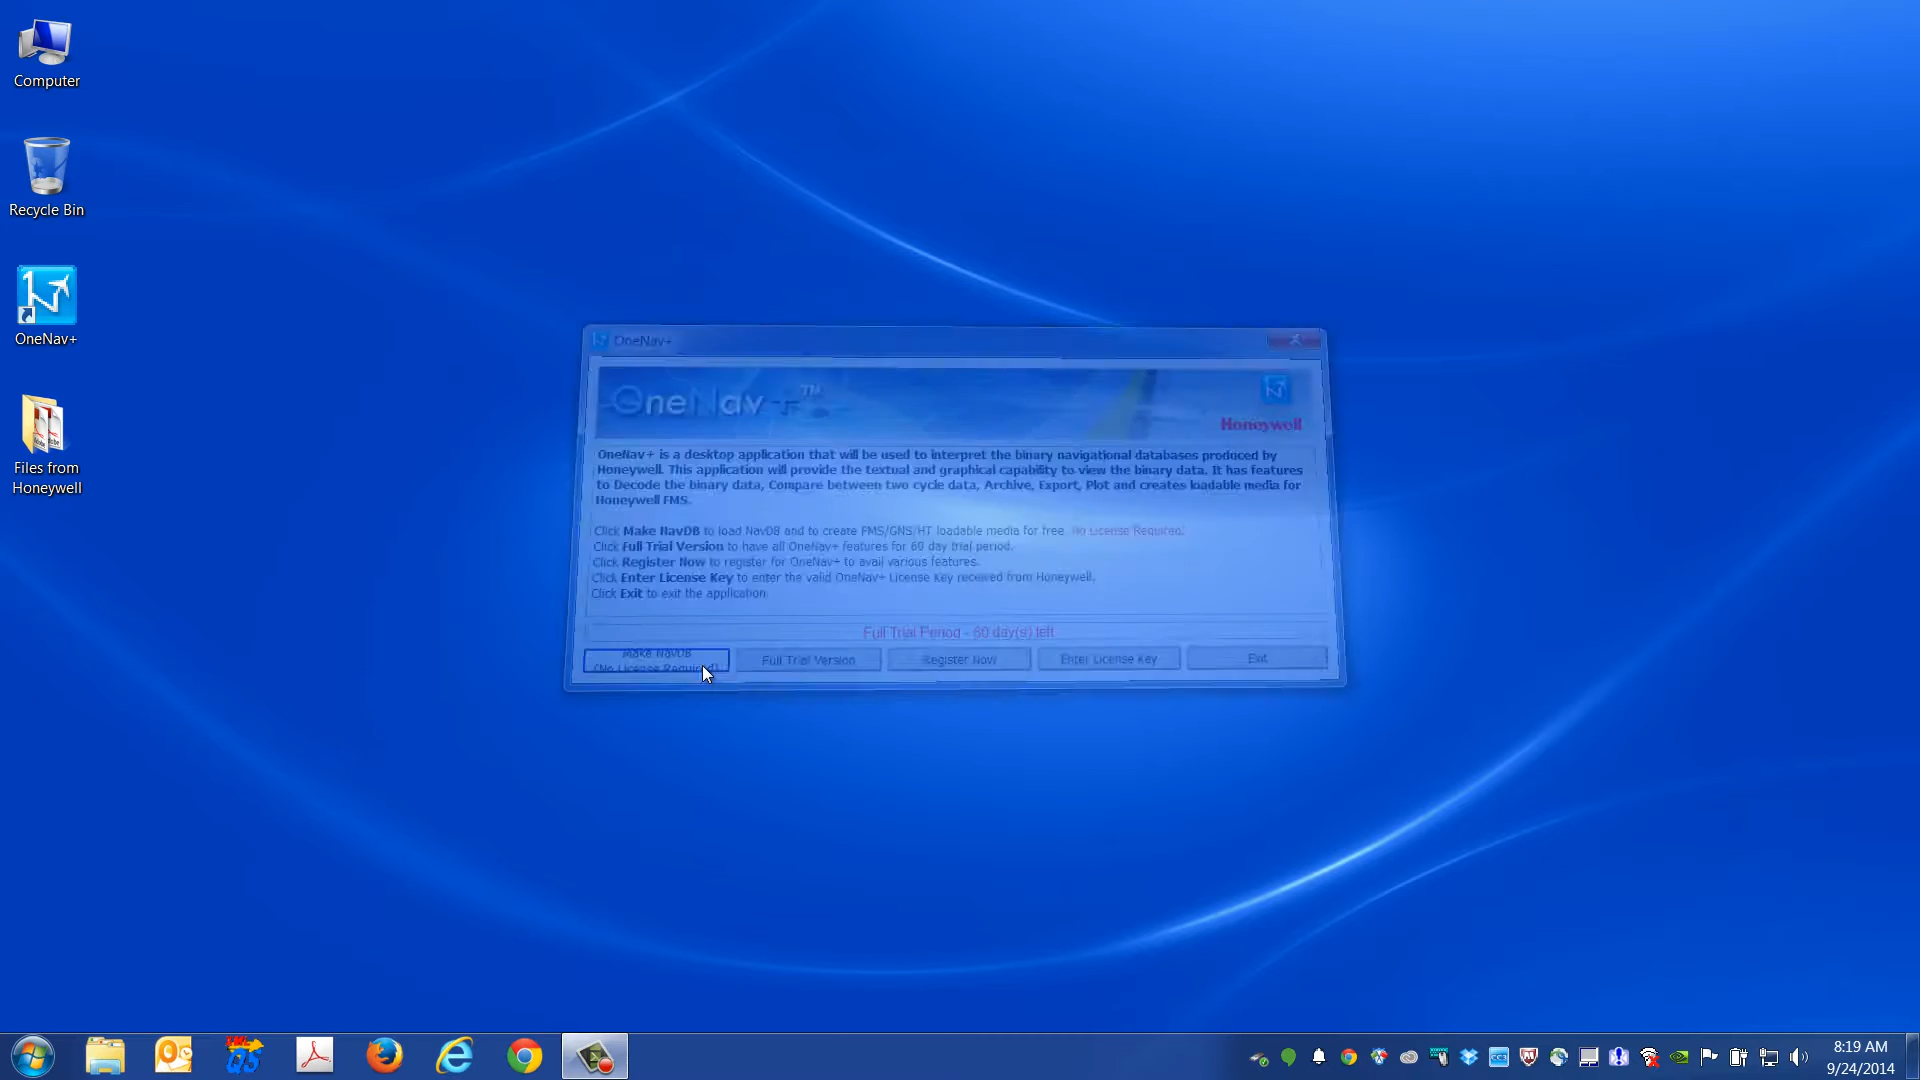 Computer
Recycle Bin
OneNav+
Files from
Honeywell
OneNav+
OneNav+™
Honeywell
OneNav+ is a desktop application that will be used to interpret the binary navigational databases produced by
Honeywell. This application will provide the textual and graphical capability to view the binary data. It has features
to Decode the binary data, Compare between two cycle data, Archive, Export, Plot and creates loadable media for
Honeywell FMS.
Click Make NavDB to load NavDB and to create FMS/GNS/HT loadable media for free. No License Required.
Click Full Trial Version to have all OneNav+ features for 60 day trial period.
Click Register Now to register for OneNav+ to avail various features.
Click Enter License Key to enter the valid OneNav+ License Key received from Honeywell.
Click Exit to exit the application
Full Trial Period - 60 day(s) left
Make NavDB
(No License Required)
Full Trial Version
Register Now
Enter License Key
Exit
8:19 AM
9/24/2014